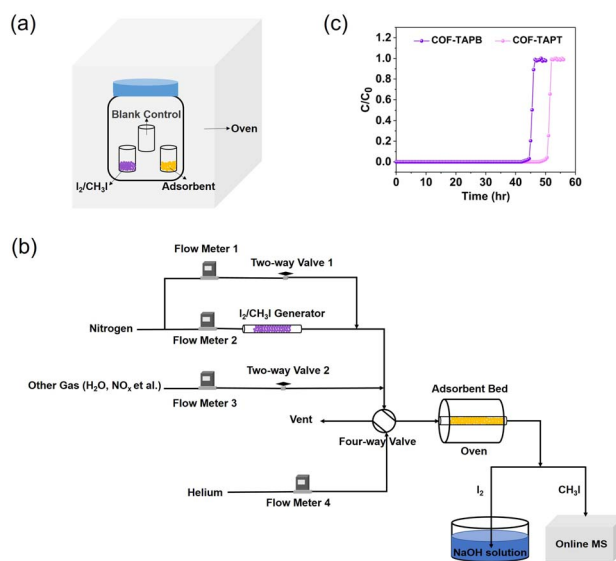 (a)
Blank Control
Oven
I₂/CH₃I
Adsorbent
(c)
COF-TAPB
COF-TAPT
C/C₀
1.2
1.0
0.8
0.6
0.4
0.2
0.0
0 10 20 30 40 50 60
Time (hr)
(b)
Flow Meter 1
Two-way Valve 1
I₂/CH₃I Generator
Nitrogen
Flow Meter 2
Two-way Valve 2
Other Gas (H₂O, NOₓ et al.)
Flow Meter 3
Adsorbent Bed
Vent
Four-way Valve
Oven
Helium
Flow Meter 4
I₂
CH₃I
NaOH solution
Online MS